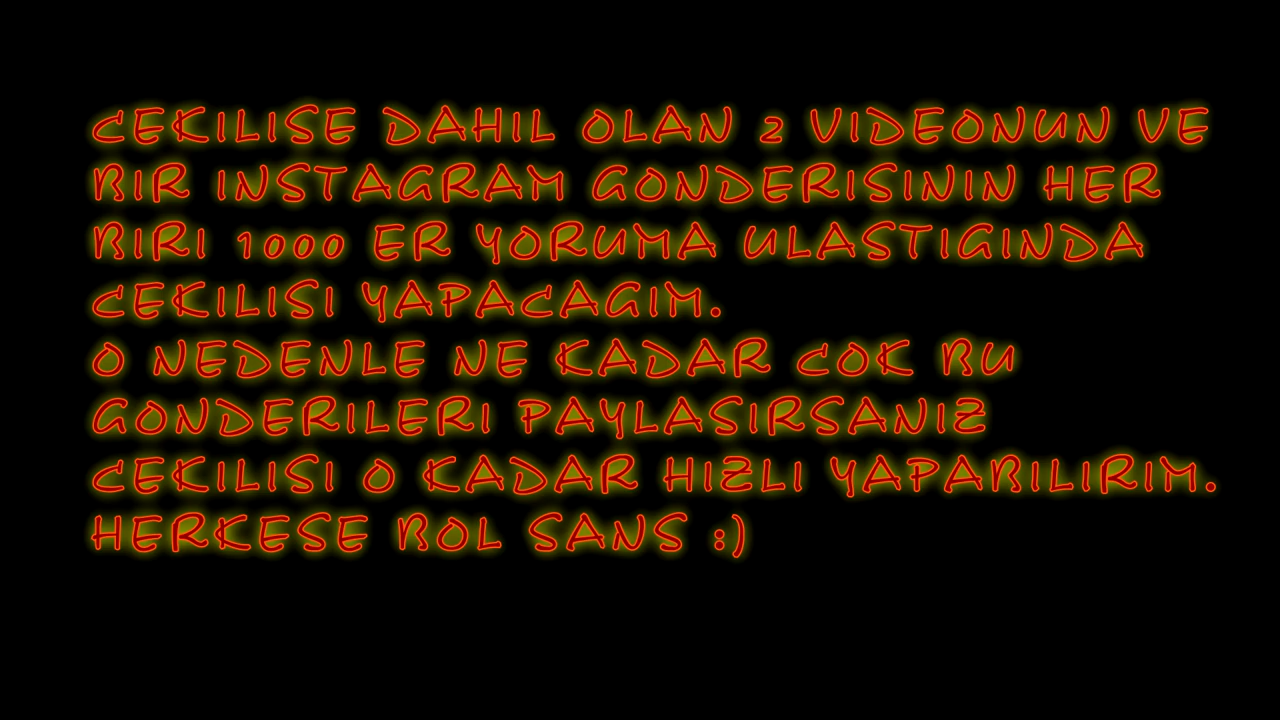 CEKILISE DAHIL OLAN 2 VIDEONUN VE
BIR INSTAGRAM GONDERISININ HER
BIRI 1000 ER YORUMA ULASTIGINDA
CEKILISI YAPACAGIM.
O NEDENLE NE KADAR COK BU
GONDERILERI PAYLASIRSANIZ
CEKILISI O KADAR HIZLI YAPABILIRIM.
HERKESE BOL SANS :)